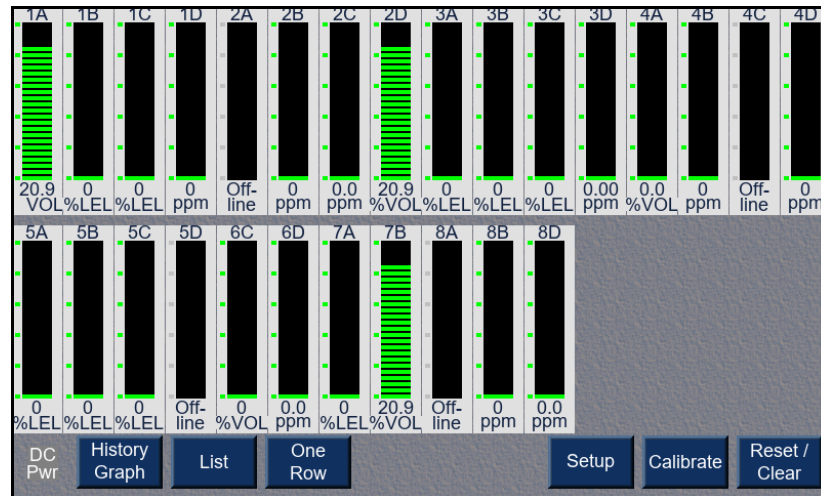 1A 1B 1C 1D 2A 2B 2C 2D 3A 3B 3C 3D 4A 4B 4C 4D
20.9 0 0 0 Off- 0 0.0 20.9 0 0 0 0.00 0.0 0 Off- 0
VOL %LEL %LEL ppm line ppm ppm %VOL %LEL %LEL %LEL ppm %VOL ppm line ppm
5A 5B 5C 5D 6C 6D 7A 7B 8A 8B 8D
0 0 0 Off- 0 0.0 0 20.9 Off- 0 0.0
%LEL %LEL %LEL line %VOL ppm %LEL %VOL line ppm ppm
DC History List One Setup Calibrate Reset /
Pwr Graph Row Clear